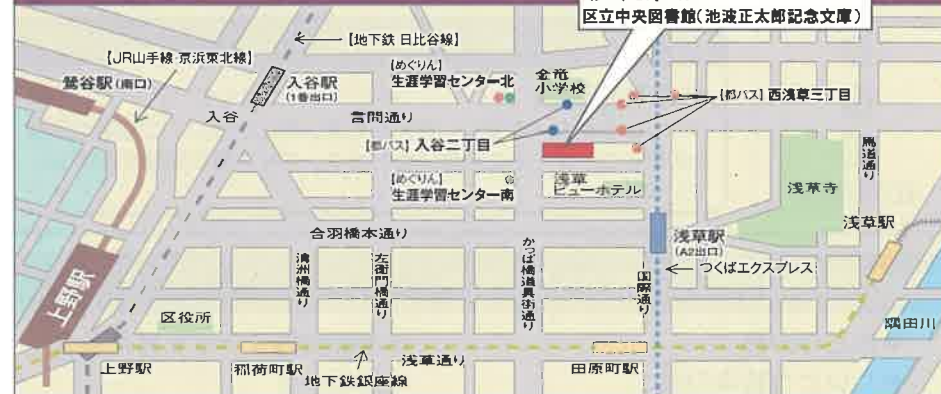 区立中央図書館(池波正太郎記念文庫)
【地下鉄 日比谷線】
【JR山手線・京浜東北線】
鶯谷駅(南口)
入谷駅
(1番出口)
入谷
【めぐりん】
生涯学習センター北
金竜
小学校
【都バス】西浅草三丁目
言問通り
【都バス】入谷二丁目
【めぐりん】
生涯学習センター南
浅草
ビューホテル
馬道通り
浅草寺
浅草駅
合羽橋本通り
浅草駅
(A2出口)
つくばエクスプレス
清洲橋通り
左衛門橋通り
かっぱ橋道具街通り
国際通り
上野駅
区役所
隅田川
上野駅
稲荷町駅
地下鉄銀座線
浅草通り
田原町駅